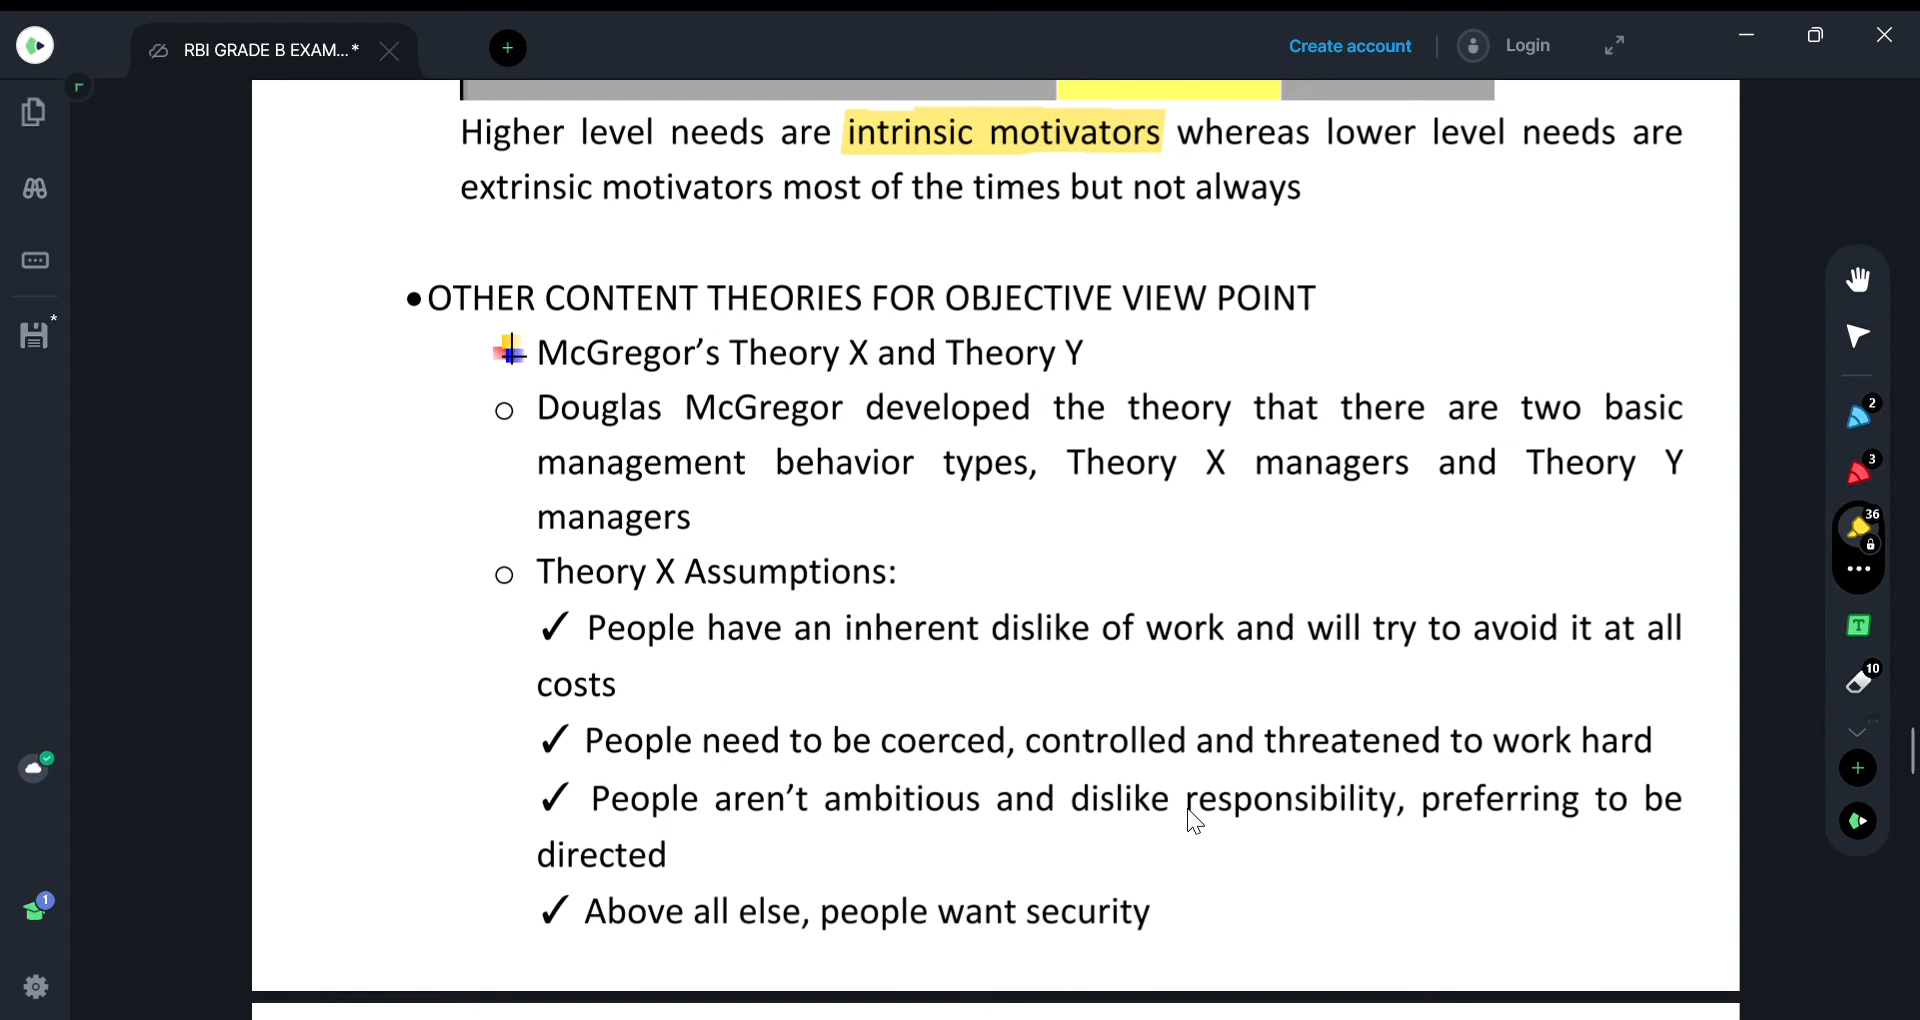 RBI GRADE B EXAM...*
Create account
Login
Higher level needs are intrinsic motivators whereas lower level needs are
extrinsic motivators most of the times but not always
•OTHER CONTENT THEORIES FOR OBJECTIVE VIEW POINT
McGregor’s Theory X and Theory Y
o Douglas McGregor developed the theory that there are two basic
management behavior types, Theory X managers and Theory Y
managers
o Theory X Assumptions:
✓ People have an inherent dislike of work and will try to avoid it at all
costs
✓ People need to be coerced, controlled and threatened to work hard
✓ People aren’t ambitious and dislike responsibility, preferring to be
directed
✓ Above all else, people want security
2
3
36
T
10
1